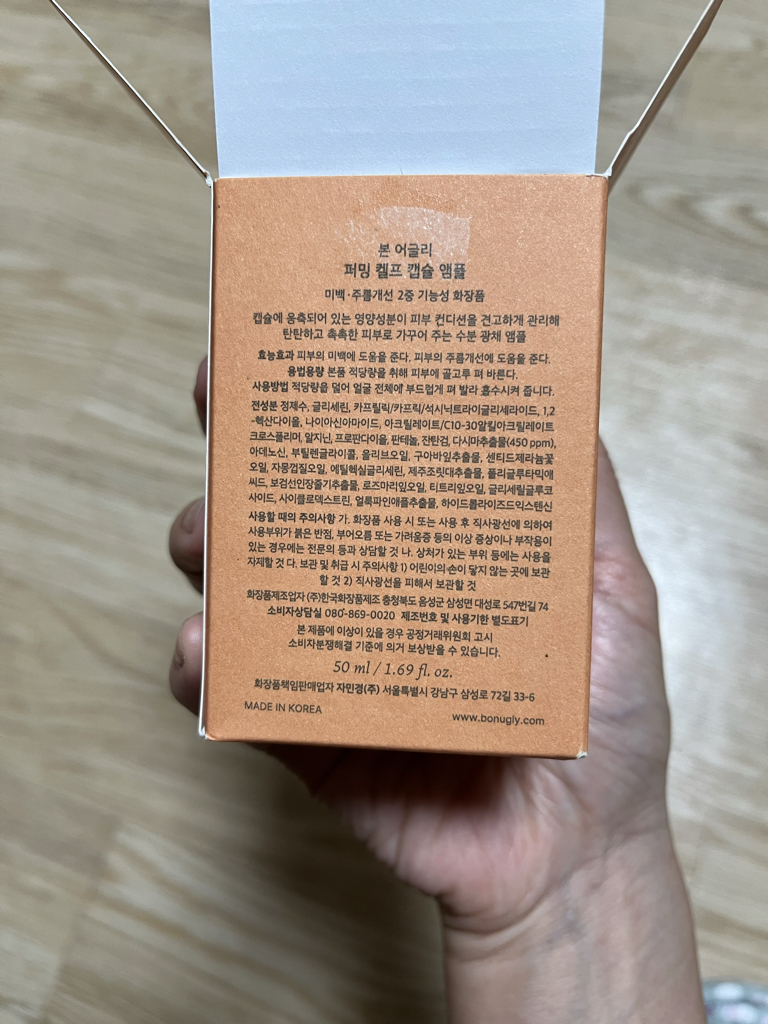 본 어글리
퍼밍 켈프 캡슐 앰플
미백·주름개선 2중 기능성 화장품
캡슐에 응축되어 있는 영양성분이 피부 컨디션을 견고하게 관리해
탄탄하고 촉촉한 피부로 가꾸어 주는 수분 광채 앰플
효능효과 피부의 미백에 도움을 준다. 피부의 주름개선에 도움을 준다.
용법용량 본품 적당량을 취해 피부에 골고루 펴 바른다.
사용방법 적당량을 덜어 얼굴 전체에 부드럽게 펴 발라 흡수시켜 줍니다.
전성분 정제수, 글리세린, 카프릴릭/카프릭/석시닉트라이글리세라이드, 1,2
-헥산다이올, 나이아신아마이드, 아크릴레이트/C10-30알킬아크릴레이트
크로스폴리머, 알지닌, 프로판다이올, 판테놀, 잔탄검, 다시마추출물(450 ppm),
아데노신, 부틸렌글라이콜, 올리브오일, 구아바잎추출물, 센티드제라늄꽃
오일, 자몽껍질오일, 에틸헥실글리세린, 제주조릿대추출물, 폴리글루타믹애
씨드, 보검선인장줄기추출물, 로즈마리잎오일, 티트리잎오일, 글리세릴글루코
사이드, 사이클로덱스트린, 얼룩파인애플추출물, 하이드롤라이즈드익스텐신
사용할 때의 주의사항 가. 화장품 사용 시 또는 사용 후 직사광선에 의하여
사용부위가 붉은 반점, 부어오름 또는 가려움증 등의 이상 증상이나 부작용이
있는 경우에는 전문의 등과 상담할 것 나. 상처가 있는 부위 등에는 사용을
자제할 것 다. 보관 및 취급 시 주의사항 1) 어린이의 손이 닿지 않는 곳에 보관
할 것 2) 직사광선을 피해서 보관할 것
화장품제조업자 (주)한국화장품제조 충청북도 음성군 삼성면 대성로 547번길 74
소비자상담실 080-869-0020 제조번호 및 사용기한 별도표기
본 제품에 이상이 있을 경우 공정거래위원회 고시
소비자분쟁해결 기준에 의거 보상받을 수 있습니다.
50 ml / 1.69 fl. oz.
화장품책임판매업자 자민경(주) 서울특별시 강남구 삼성로 72길 33-6
MADE IN KOREA
www.bonugly.com